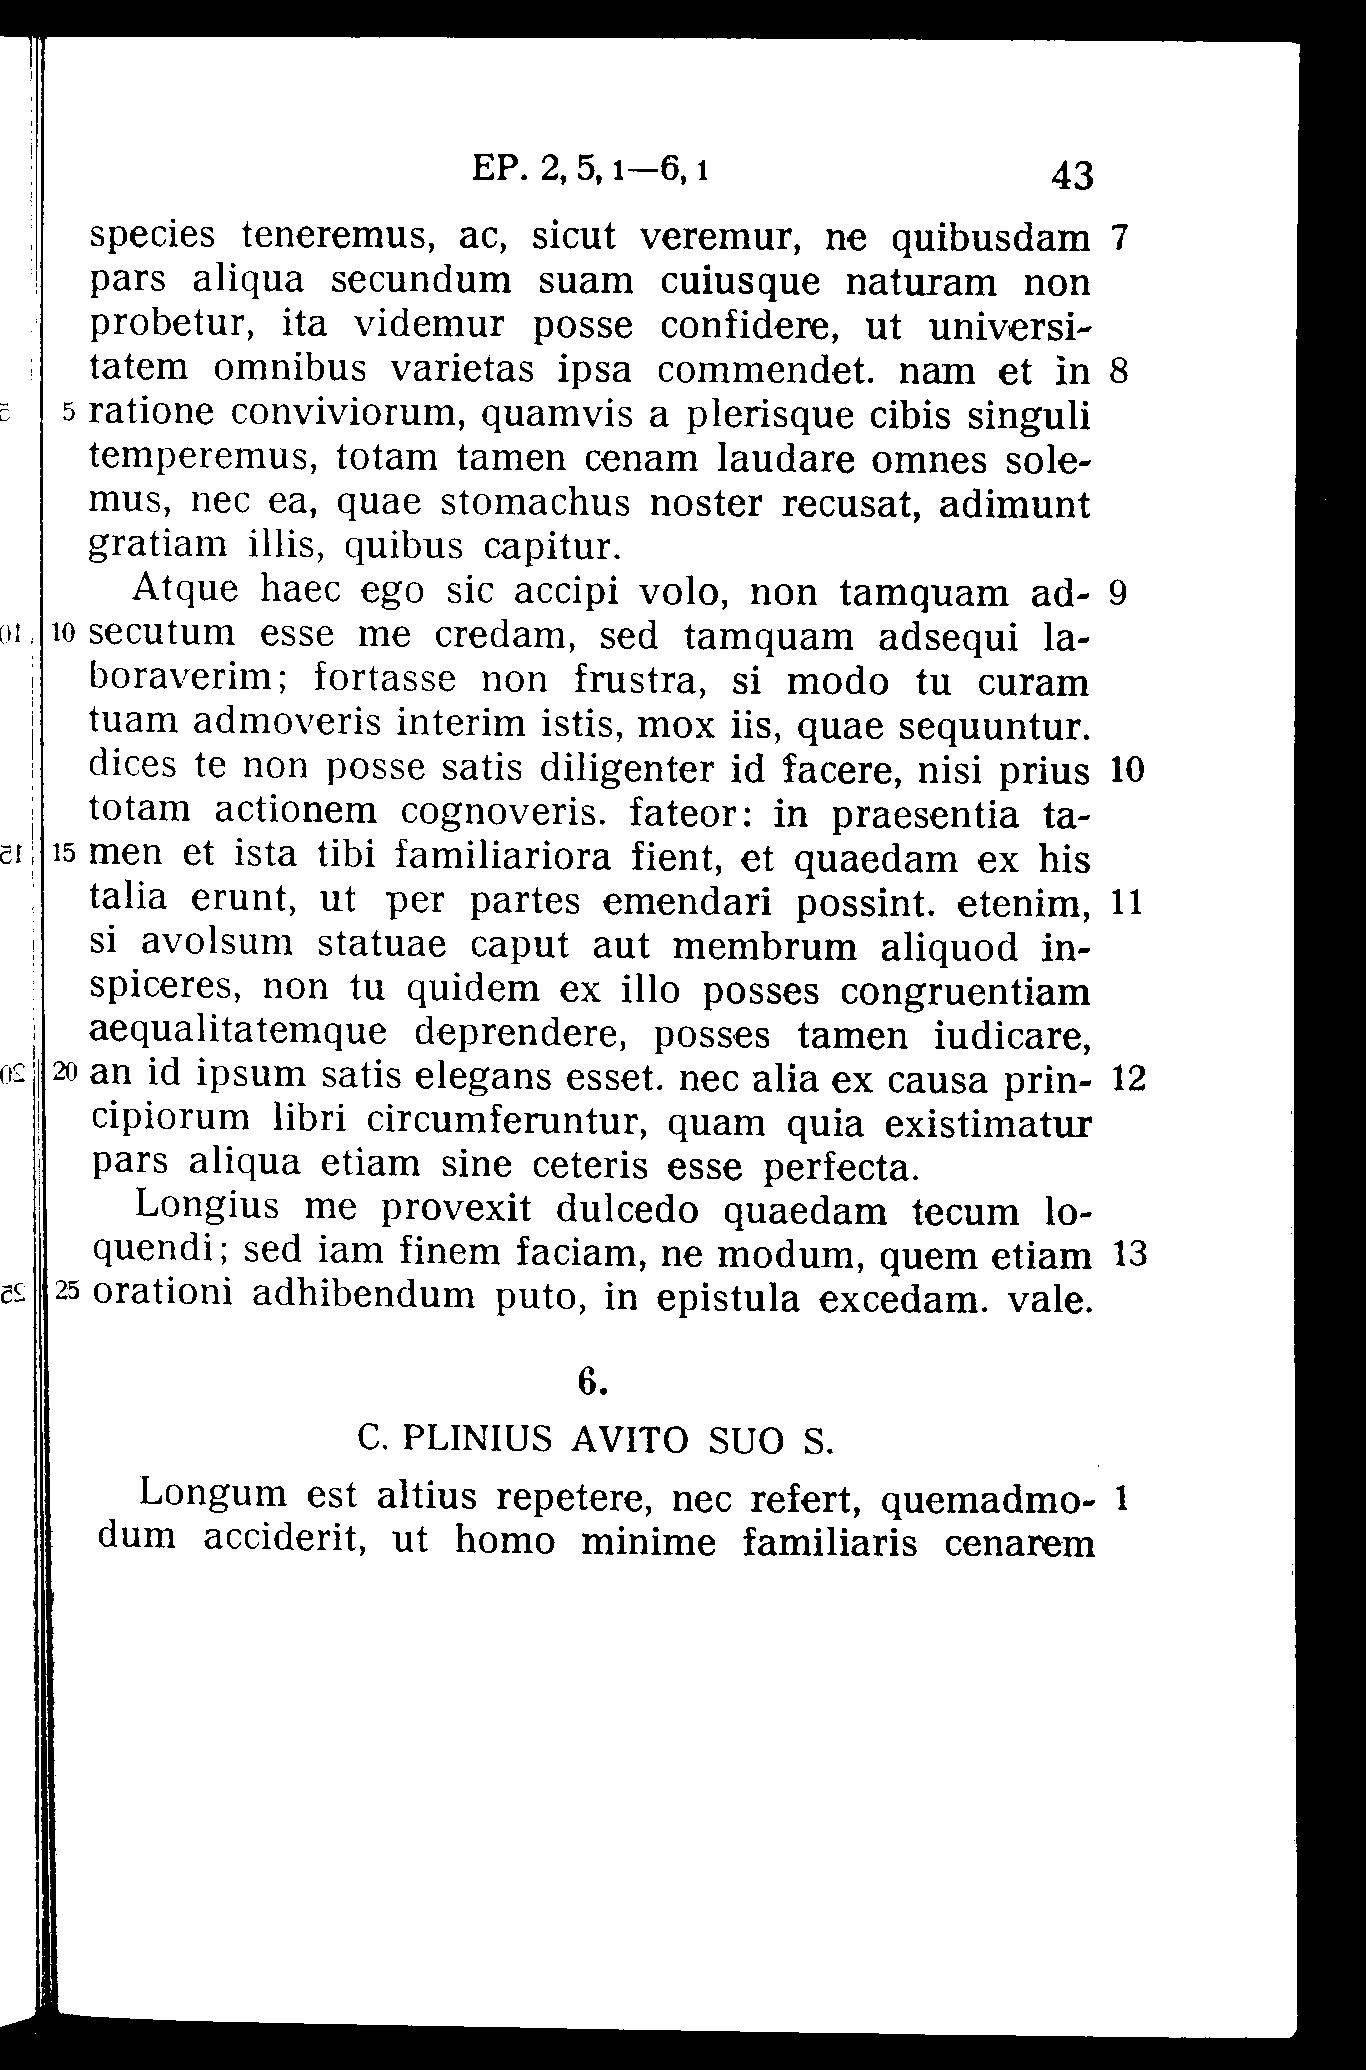 EP. 2, 5, 1—6, 1 43
species teneremus, ac, sicut veremur, ne quibusdam 7
pars aliqua secundum suam cuiusque naturam non
probetur, ita videmur posse confidere, ut universi-
tatem omnibus varietas ipsa commendet. nam et in 8
5 ratione conviviorum, quamvis a plerisque cibis singuli
temperemus, totam tamen cenam laudare omnes sole-
mus, nec ea, quae stomachus noster recusat, adimunt
gratiam illis, quibus capitur.
Atque haec ego sic accipi volo, non tamquam ad- 9
10 secutum esse me credam, sed tamquam adsequi la-
boraverim; fortasse non frustra, si modo tu curam
tuam admoveris interim istis, mox iis, quae sequuntur.
dices te non posse satis diligenter id facere, nisi prius 10
totam actionem cognoveris. fateor: in praesentia ta-
15 men et ista tibi familiariora fient, et quaedam ex his
talia erunt, ut per partes emendari possint. etenim, 11
si avolsum statuae caput aut membrum aliquod in-
spiceres, non tu quidem ex illo posses congruentiam
aequalitatemque deprendere, posses tamen iudicare,
20 an id ipsum satis elegans esset. nec alia ex causa prin- 12
cipiorum libri circumferuntur, quam quia existimatur
pars aliqua etiam sine ceteris esse perfecta.
Longius me provexit dulcedo quaedam tecum lo-
quendi; sed iam finem faciam, ne modum, quem etiam 13
25 orationi adhibendum puto, in epistula excedam. vale.
6.
C. PLINIUS AVITO SUO S.
Longum est altius repetere, nec refert, quemadmo- 1
dum acciderit, ut homo minime familiaris cenarem